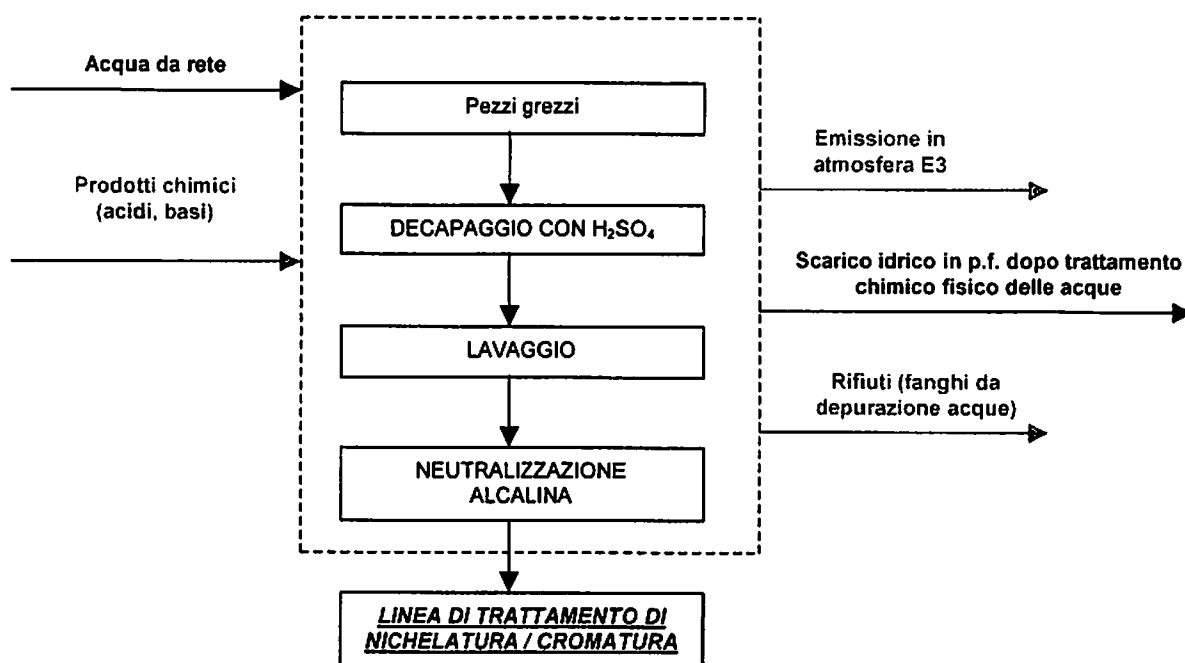 Acqua da rete
Prodotti chimici
(acidi, basi)
Pezzi grezzi
DECAPAGGIO CON H₂SO₄
LAVAGGIO
NEUTRALIZZAZIONE
ALCALINA
LINEA DI TRATTAMENTO DI
NICHELATURA / CROMATURA
Emissione in
atmosfera E3
Scarico idrico in p.f. dopo trattamento
chimico fisico delle acque
Rifiuti (fanghi da
depurazione acque)